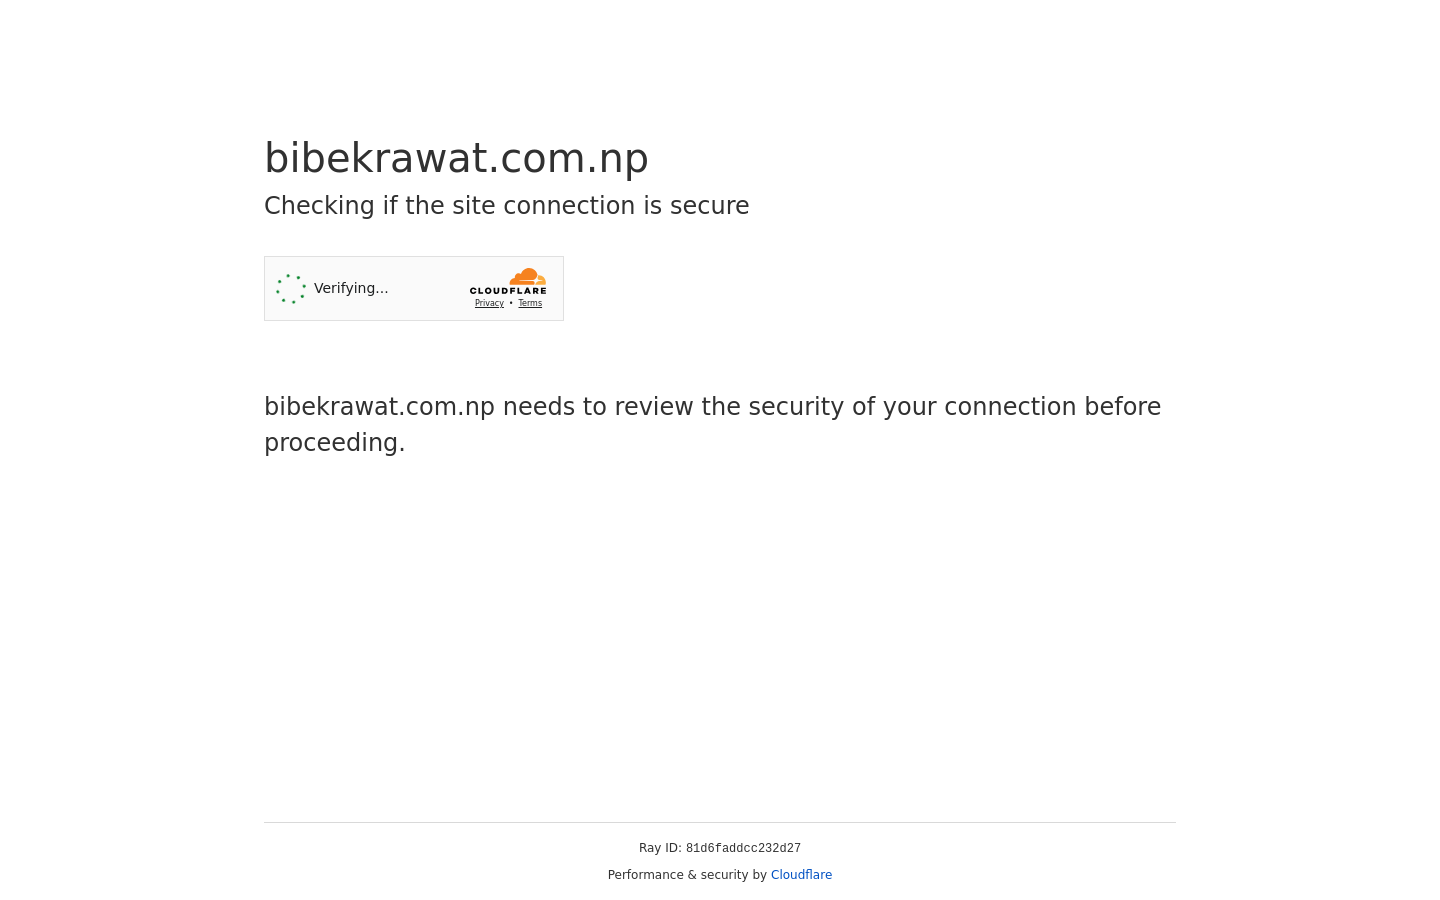 bibekrawat.com.np
Checking if the site connection is secure
Verifying...
CLOUDFLARE
Privacy • Terms
bibekrawat.com.np needs to review the security of your connection before
proceeding.
Ray ID: 81d6faddcc232d27
Performance & security by Cloudflare